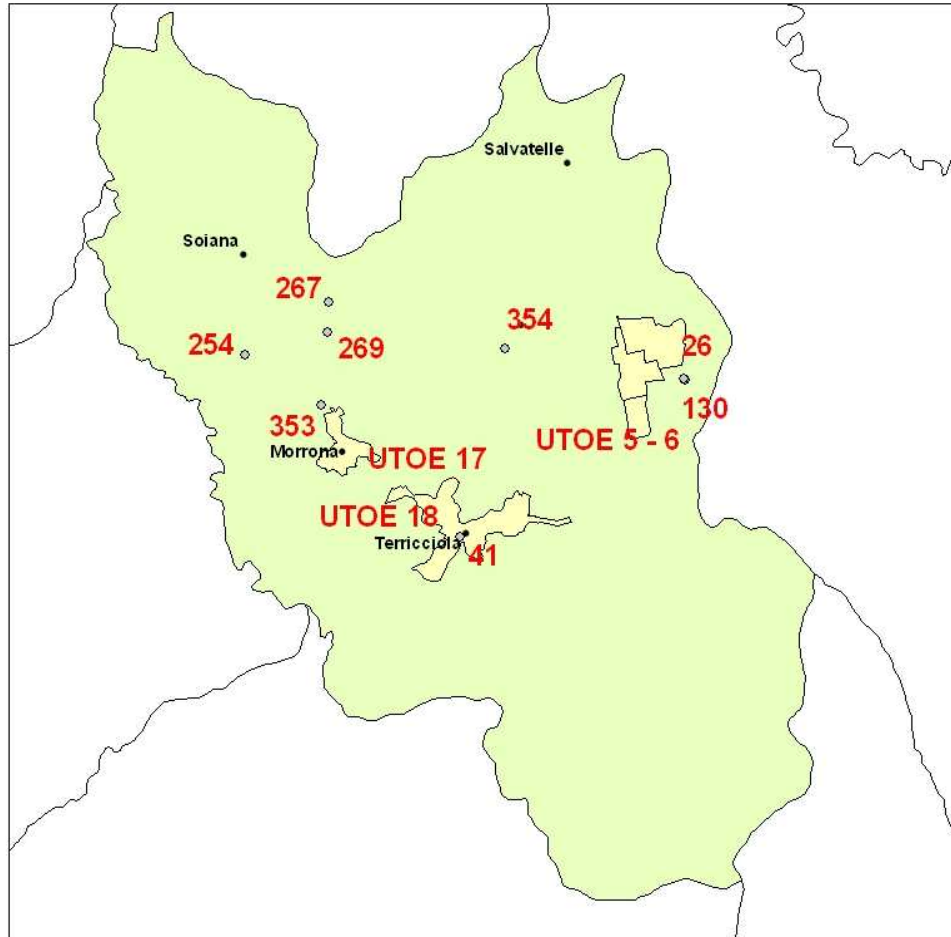 Salvatelle
Soiana
267
354
254
269
26
130
353
UTOE 5 - 6
Morrona
UTOE 17
UTOE 18
Terricciola
41